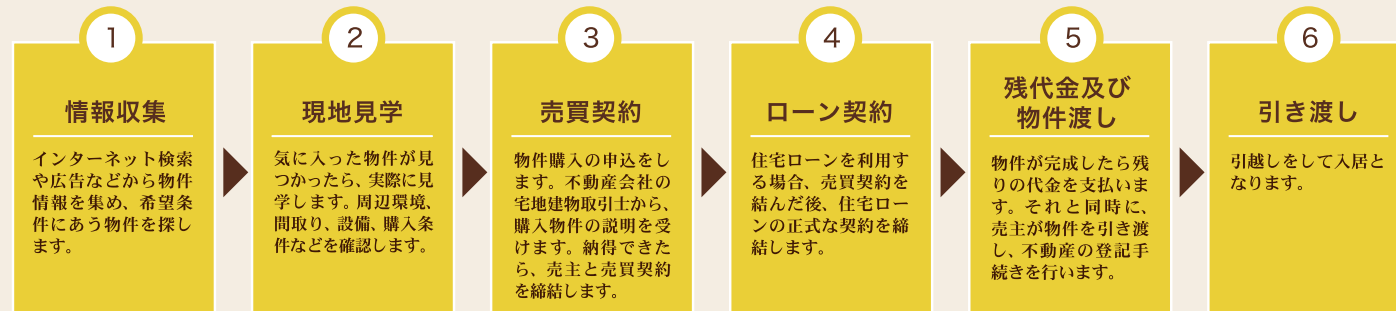 1
情報収集
インターネット検索
や広告などから物件
情報を集め、希望条
件にあう物件を探し
ます。
2
現地見学
気に入った物件が見
つかったら、実際に見
学します。周辺環境、
間取り、設備、購入条
件などを確認します。
3
売買契約
物件購入の申込をし
ます。不動産会社の
宅地建物取引士から、
購入物件の説明を受
けます。納得できた
ら、売主と売買契約
を締結します。
4
ローン契約
住宅ローンを利用す
る場合、売買契約を
結んだ後、住宅ロー
ンの正式な契約を締
結します。
5
残代金及び
物件渡し
物件が完成したら残
りの代金を支払いま
す。それと同時に、
売主が物件を引き渡
し、不動産の登記手
続きを行います。
6
引き渡し
引越しをして入居と
なります。